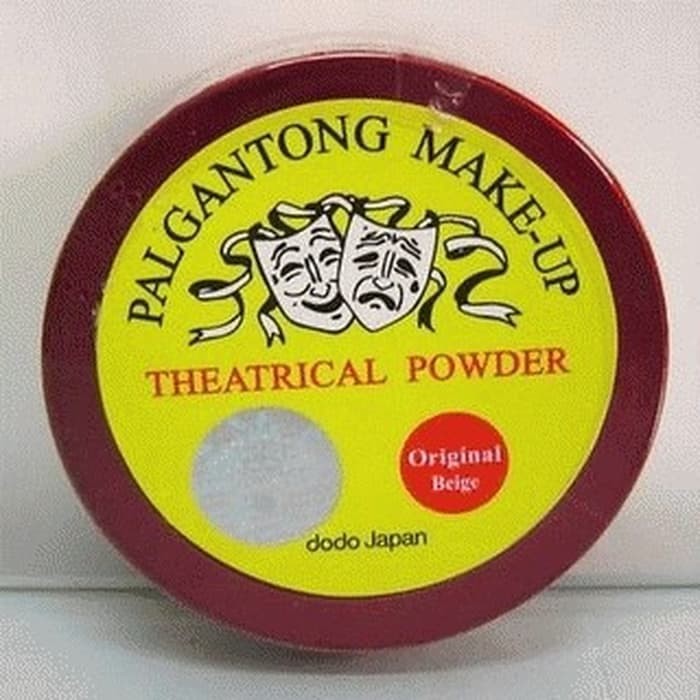 PALGANTONG MAKE-UP
THEATRICAL POWDER
Original
Beige
dodo Japan